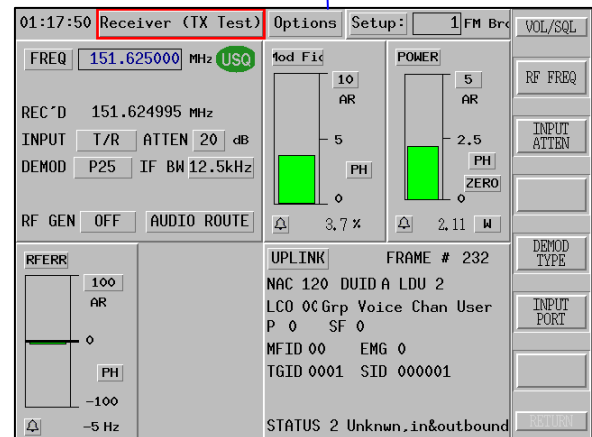 01:17:50 Receiver (TX Test) Options Setup: 1 FM Bro
VOL/SQL
FREQ 151.625000 MHz USQ
REC'D 151.624995 MHz
INPUT T/R ATTEN 20 dB
DEMOD P25 IF BW 12.5kHz
RF GEN OFF AUDIO ROUTE
Mod Fid
10
AR
5
PH
0
3.7 %
POWER
5
AR
2.5
PH
ZERO
0
2.11 W
RF FREQ
INPUT
ATTEN
DEMOD
TYPE
INPUT
PORT
RETURN
RFERR
100
AR
0
PH
-100
-5 Hz
UPLINK FRAME # 232
NAC 120 DUID A LDU 2
LCO 00 Grp Voice Chan User
P 0 SF 0
MFID 00 EMG 0
TGID 0001 SID 000001
STATUS 2 Unknwn,in&outbound